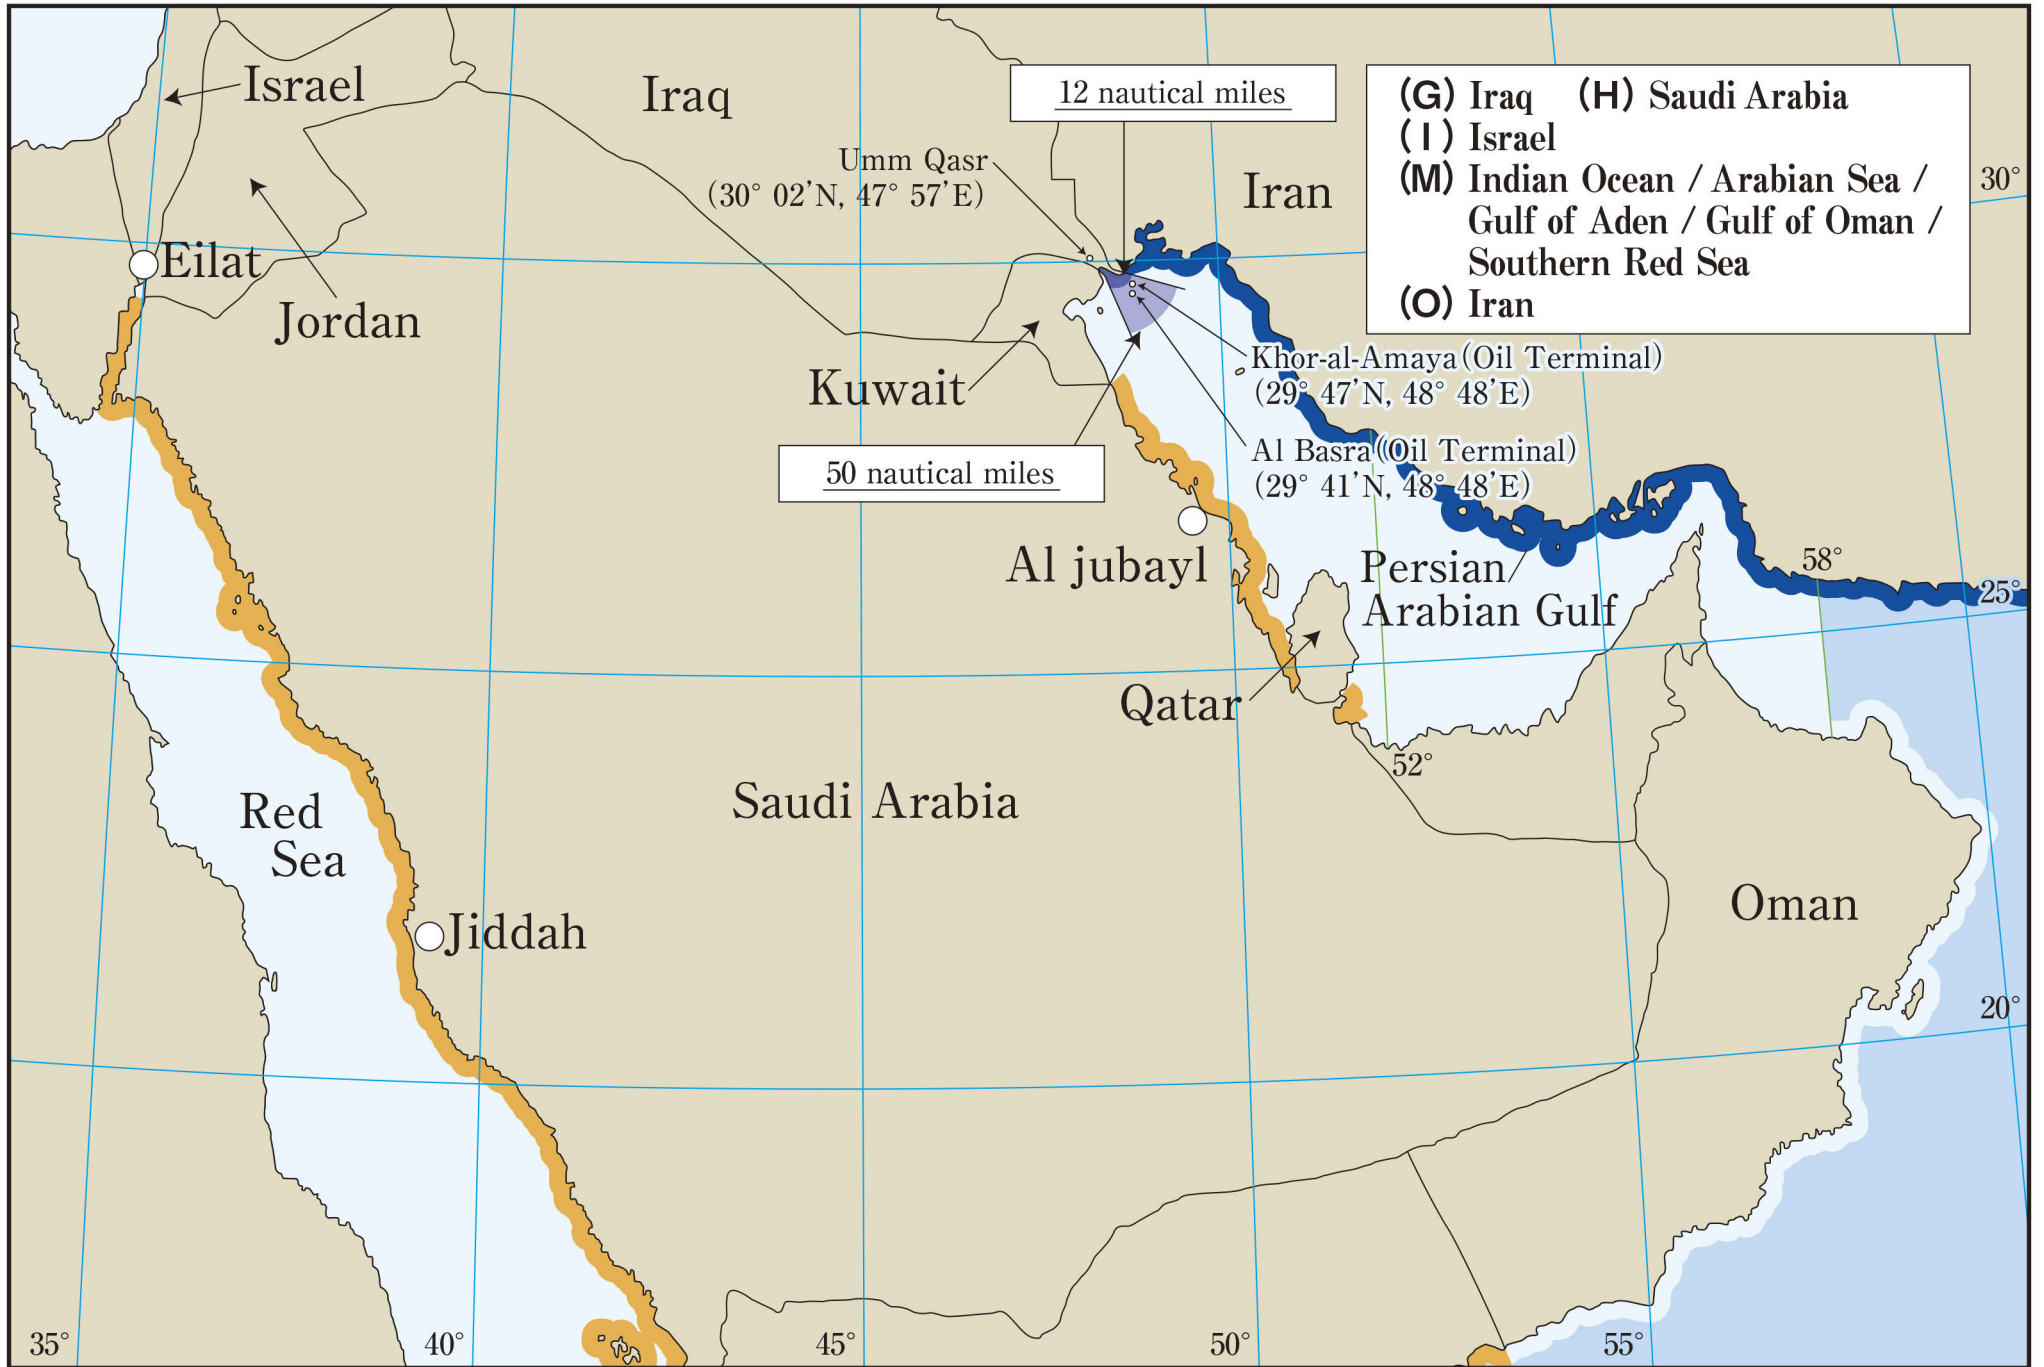 Israel
Iraq
12 nautical miles
(G) Iraq (H) Saudi Arabia
(I) Israel
(M) Indian Ocean / Arabian Sea /
Gulf of Aden / Gulf of Oman /
Southern Red Sea
(O) Iran
Umm Qasr
(30° 02’N, 47° 57’E)
Iran
30°
Eilat
Jordan
Kuwait
Khor-al-Amaya(Oil Terminal)
(29° 47’N, 48° 48’E)
50 nautical miles
Al Basra(Oil Terminal)
(29° 41’N, 48° 48’E)
Al jubayl
Persian/
Arabian Gulf
58°
25°
Qatar
52°
Red
Sea
Saudi Arabia
Oman
Jiddah
20°
35°
40°
45°
50°
55°